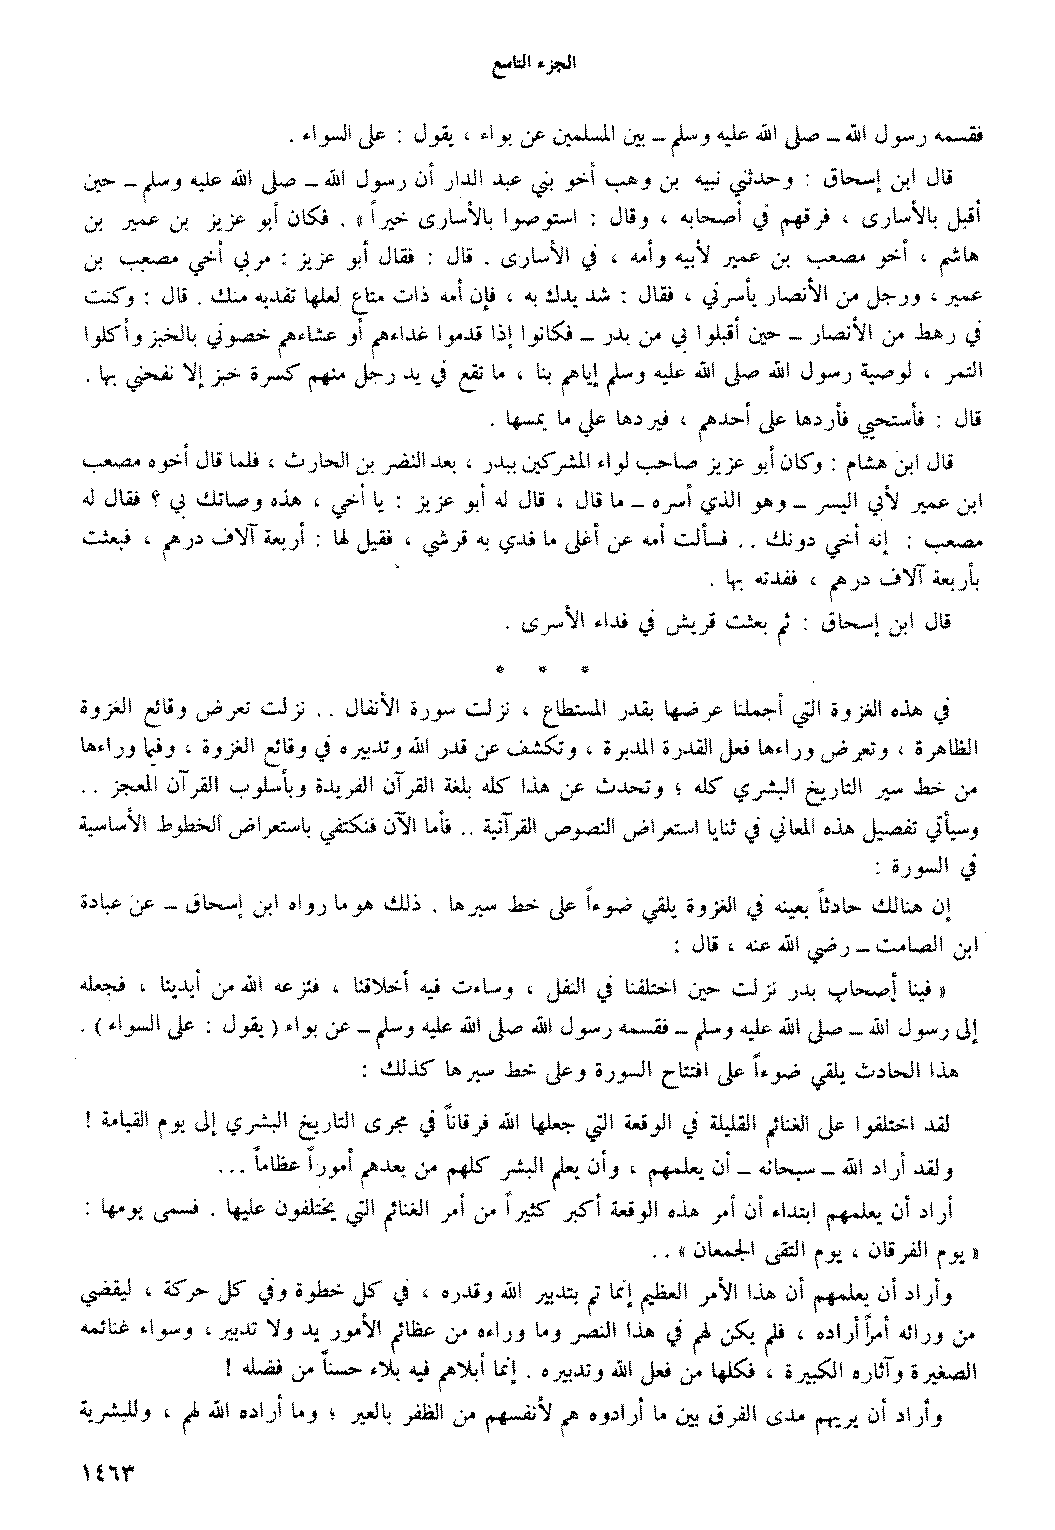 الجزء التاسع
فقسمه رسول الله ــ صلى الله عليه وسلم ــ بين المسلمين عن بواء ، يقول : على السواء .
قال ابن إسحاق : وحدثني نبيه بن وهب أخو بني عبد الدار أن رسول الله ــ صلى الله عليه وسلم ــ حين
أقبل بالأسارى ، فرقهم في أصحابه ، وقال : استوصوا بالأسارى خيراً » . فكان أبو عزيز بن عمير بن
هاشم ، أخو مصعب بن عمير لأبيه وأمه ، في الأسارى . قال : فقال أبو عزيز : مر بي أخي مصعب بن
عمير ، ورجل من الأنصار يأسرني ، فقال : شد يدك به ، فإن أمه ذات متاع لعلها تفديه منك . قال : وكنت
في رهط من الأنصار ــ حين أقبلوا بي من بدر ــ فكانوا إذا قدموا غداءهم أو عشاءهم خصوني بالخبز وأكلوا
التمر ، لوصية رسول الله صلى الله عليه وسلم إياهم بنا ، ما تقع في يد رجل منهم كسرة خبز إلا نفحني بها .
قال : فأستحيي فأردها على أحدهم ، فيردها علي ما يمسها .
قال ابن هشام : وكان أبو عزيز صاحب لواء المشركين ببدر ، بعد النضر بن الحارث ، فلما قال أخوه مصعب
ابن عمير لأبي اليسر ــ وهو الذي أسره ــ ما قال ، قال له أبو عزيز : يا أخي ، هذه وصاتك بي ؟ فقال له
مصعب : إنه أخي دونك .. فسألت أمه عن أغلى ما فدي به قرشي ، فقيل لها : أربعة آلاف درهم ، فبعثت
بأربعة آلاف درهم ، ففدته بها .
قال ابن إسحاق : ثم بعثت قريش في فداء الأسرى .
* * *
في هذه الغزوة التي أجملنا عرضها بقدر المستطاع ، نزلت سورة الأنفال .. نزلت تعرض وقائع الغزوة
الظاهرة ، وتعرض وراءها فعل القدرة المدبرة ، وتكشف عن قدر الله وتدبيره في وقائع الغزوة ، وفيما وراءها
من خط سير التاريخ البشري كله ؛ وتحدث عن هذا كله بلغة القرآن الفريدة وبأسلوب القرآن المعجز ..
وسيأتي تفصيل هذه المعاني في ثنايا استعراض النصوص القرآنية .. فأما الآن فنكتفي باستعراض الخطوط الأساسية
في السورة :
إن هنالك حادثاً بعينه في الغزوة يلقي ضوءاً على خط سيرها . ذلك هو ما رواه ابن إسحاق ــ عن عبادة
ابن الصامت ــ رضي الله عنه ، قال :
« فينا أصحاب بدر نزلت حين اختلفنا في النفل ، وساءت فيه أخلاقنا ، فنزعه الله من أيدينا ، فجعله
إلى رسول الله ــ صلى الله عليه وسلم ــ فقسمه رسول الله صلى الله عليه وسلم ــ عن بواء ( يقول : على السواء ) .
هذا الحادث يلقي ضوءاً على افتتاح السورة وعلى خط سيرها كذلك :
لقد اختلفوا على الغنائم القليلة في الوقعة التي جعلها الله فرقاناً في مجرى التاريخ البشري إلى يوم القيامة !
ولقد أراد الله ــ سبحانه ــ أن يعلمهم ، وأن يعلم البشر كلهم من بعدهم أموراً عظاماً ...
أراد أن يعلمهم ابتداء أن أمر هذه الوقعة أكبر كثيراً من أمر الغنائم التي يختلفون عليها . فسمى يومها :
« يوم الفرقان ، يوم التقى الجمعان » ..
وأراد أن يعلمهم أن هذا الأمر العظيم إنما تم بتدبير الله وقدره ، في كل خطوة وفي كل حركة ، ليقضي
من ورائه أمراً أراده ، فلم يكن لهم في هذا النصر وما وراءه من عظائم الأمور يد ولا تدبير ، وسواء غنائمه
الصغيرة وآثاره الكبيرة ، فكلها من فعل الله وتدبيره . إنما أبلاهم فيه بلاء حسناً من فضله !
وأراد أن يريهم مدى الفرق بين ما أرادوه هم لأنفسهم من الظفر بالعير ؛ وما أراده الله لهم ، وللبشرية
١٤٦٣